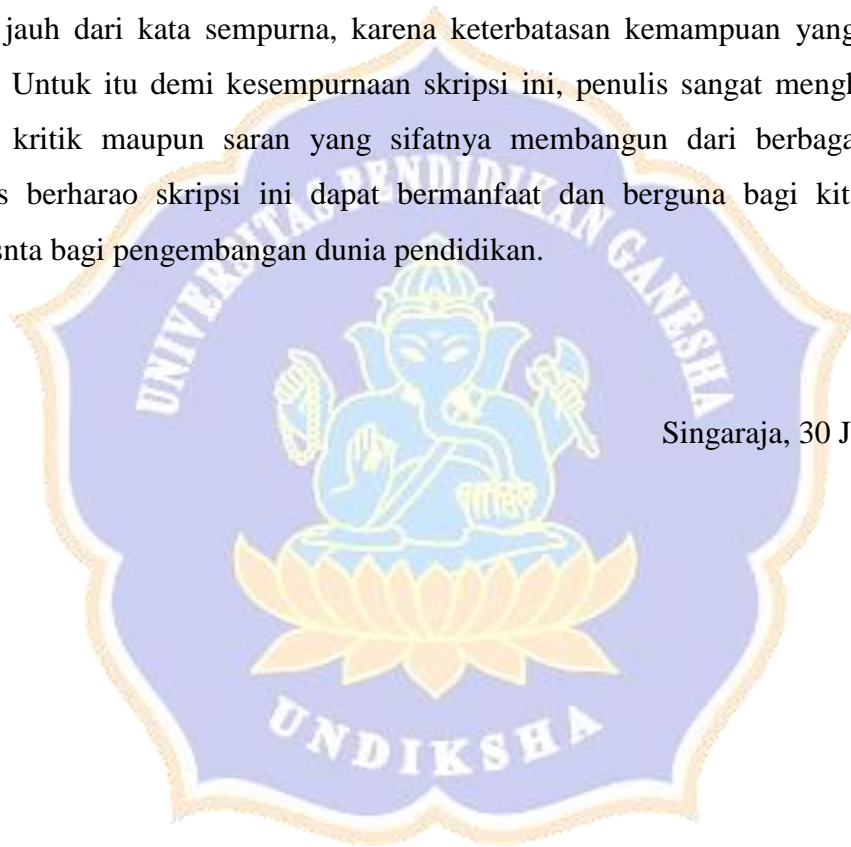 jauh dari kata sempurna, karena keterbatasan kemampuan yang
Untuk itu demi kesempurnaan skripsi ini, penulis sangat mengh
kritik maupun saran yang sifatnya membangun dari berbaga
s berharao skripsi ini dapat bermanfaat dan berguna bagi kit
snta bagi pengembangan dunia pendidikan.
UNIVERSITAS PENDIDIKAN GANESHA
Singaraja, 30 J
UNDIKSHA